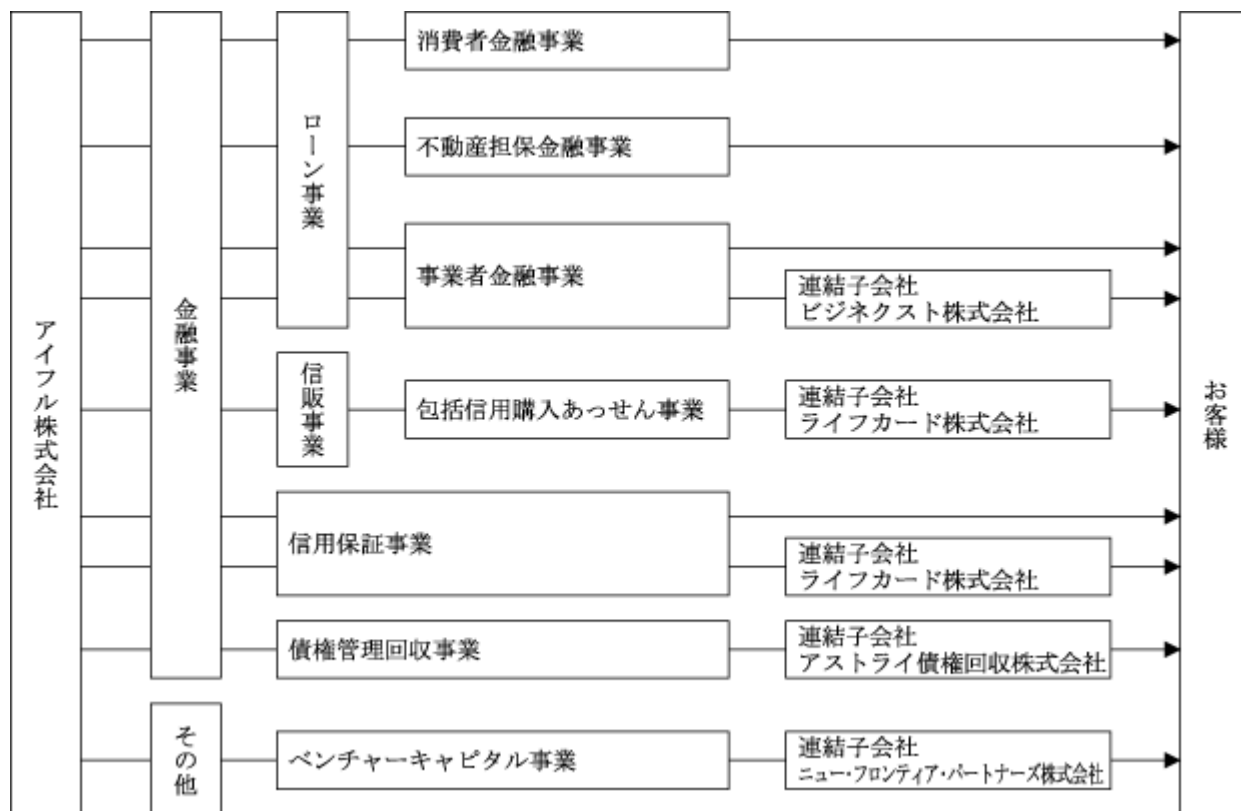 アイフル株式会社
金融事業
ローン事業
消費者金融事業
不動産担保金融事業
事業者金融事業
連結子会社
ビジネクスト株式会社
信販事業
包括信用購入あっせん事業
連結子会社
ライフカード株式会社
信用保証事業
連結子会社
ライフカード株式会社
債権管理回収事業
連結子会社
アストライ債権回収株式会社
その他
ベンチャーキャピタル事業
連結子会社
ニュー・フロンティア・パートナーズ株式会社
お客様